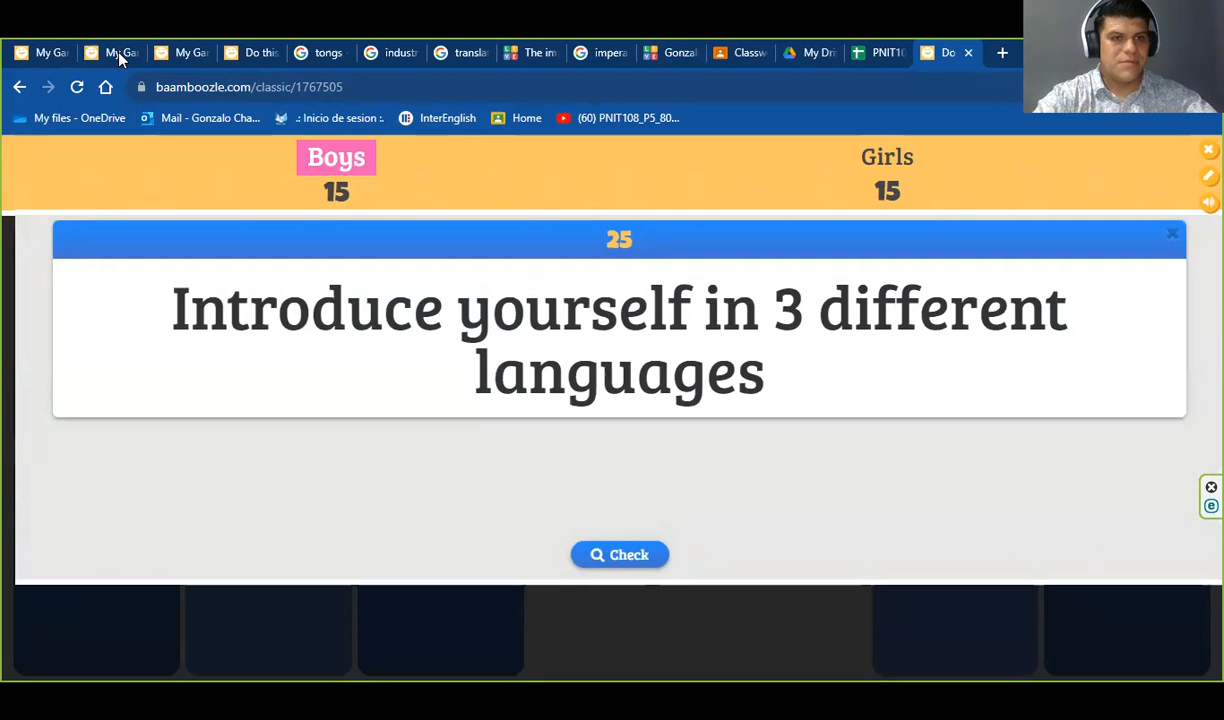 My Ga
My Ga
My Ga
Do this
tongs
indust
transla
The im
impera
Gonzal
Classw
My Dri
PNIT10
Do
baamboozle.com/classic/1767505
My files - OneDrive
Mail - Gonzalo Cha...
.: Inicio de sesion :.
InterEnglish
Home
(60) PNIT108_P5_80...
Boys
15
Girls
15
25
Introduce yourself in 3 different
languages
Check